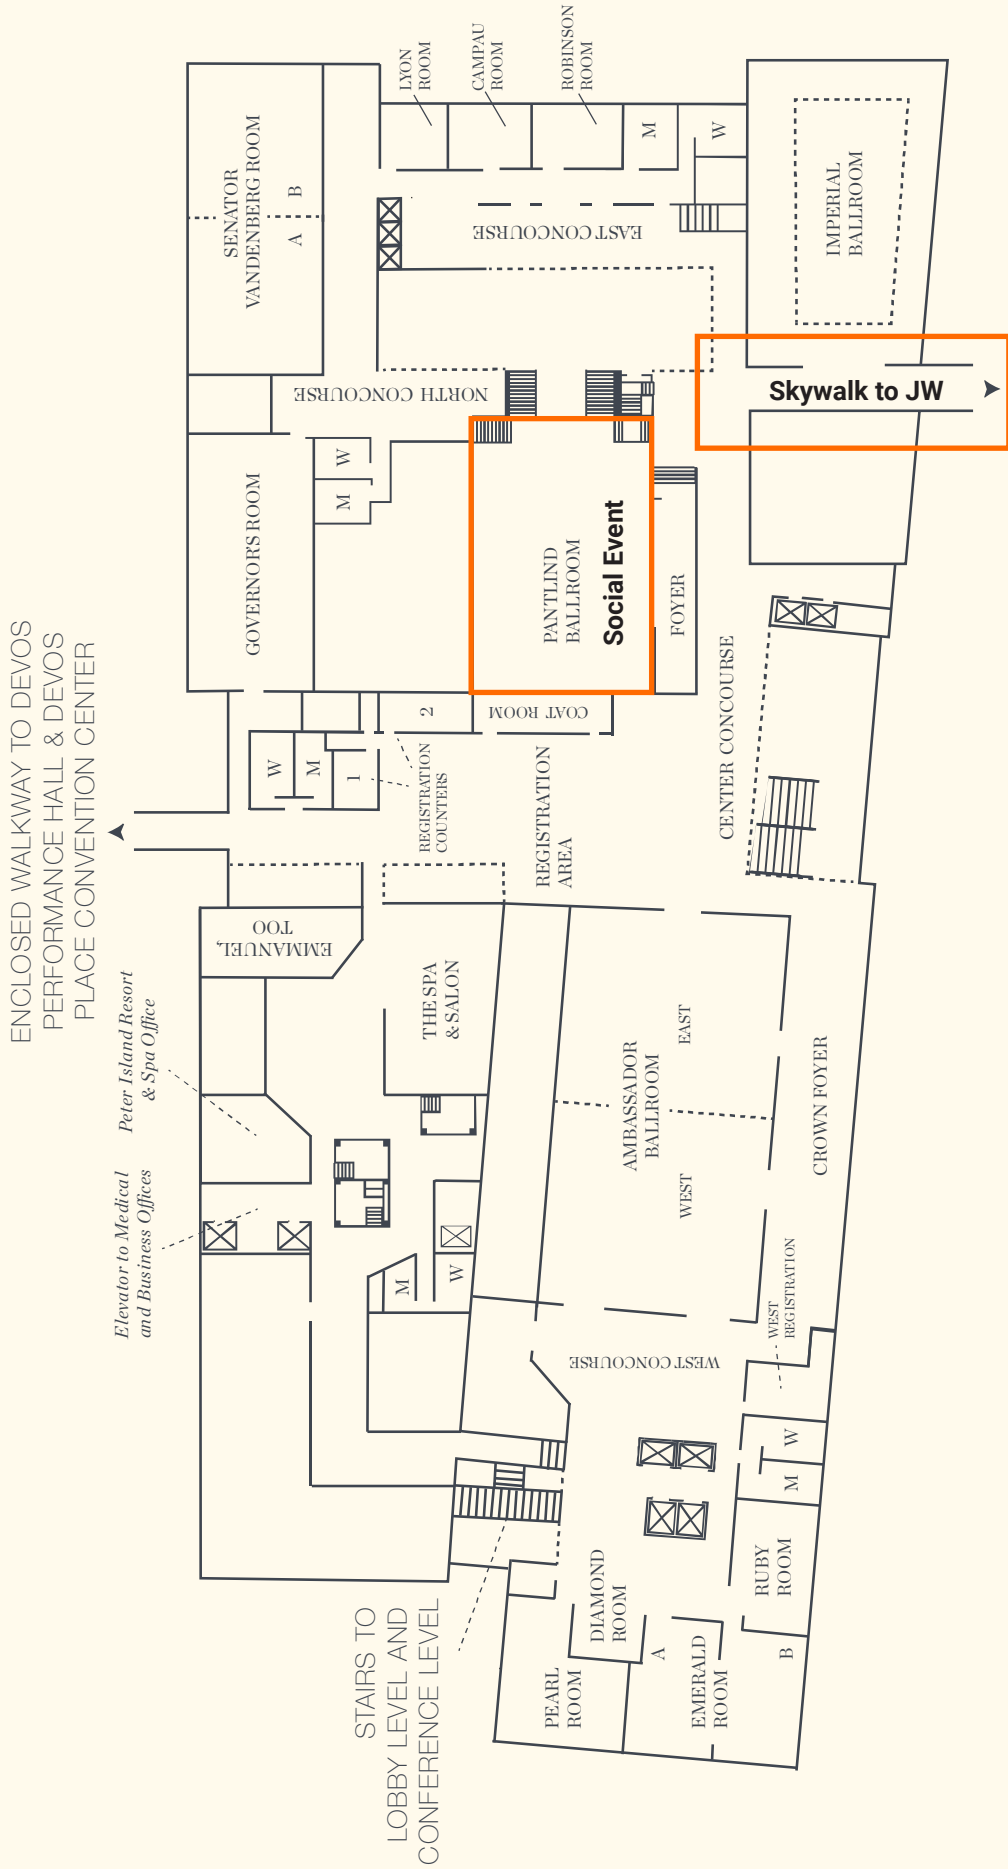 ENCLOSED WALKWAY TO DEVOS
PERFORMANCE HALL & DEVOS
PLACE CONVENTION CENTER
STAIRS TO
LOBBY LEVEL AND
CONFERENCE LEVEL
Elevator to Medical
and Business Offices
Peter Island Resort
& Spa Office
EMMANUEL,
TOO
THE SPA
& SALON
M
W
W
M
1
2
REGISTRATION
COUNTERS
REGISTRATION
AREA
COAT ROOM
GOVERNOR'S ROOM
M
W
SENATOR
VANDENBERG ROOM
A
B
NORTH CONCOURSE
EAST CONCOURSE
LYON
ROOM
CAMPAU
ROOM
ROBINSON
ROOM
M
W
PANTLIND
BALLROOM
Social Event
FOYER
IMPERIAL
BALLROOM
Skywalk to JW
CENTER CONCOURSE
AMBASSADOR
BALLROOM
WEST
EAST
CROWN FOYER
WEST CONCOURSE
WEST
REGISTRATION
M
W
PEARL
ROOM
DIAMOND
ROOM
A
EMERALD
ROOM
B
RUBY
ROOM